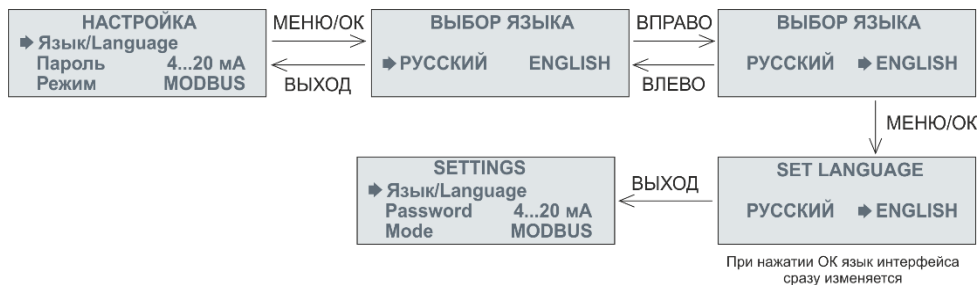 НАСТРОЙКА
➡ Язык/Language
Пароль 4...20 мА
Режим MODBUS
МЕНЮ/ОК
ВЫХОД
ВЫБОР ЯЗЫКА
➡ РУССКИЙ ENGLISH
ВПРАВО
ВЛЕВО
ВЫБОР ЯЗЫКА
РУССКИЙ ➡ ENGLISH
МЕНЮ/ОК
SET LANGUAGE
РУССКИЙ ➡ ENGLISH
При нажатии ОК язык интерфейса
сразу изменяется
ВЫХОД
SETTINGS
➡ Язык/Language
Password 4...20 мА
Mode MODBUS